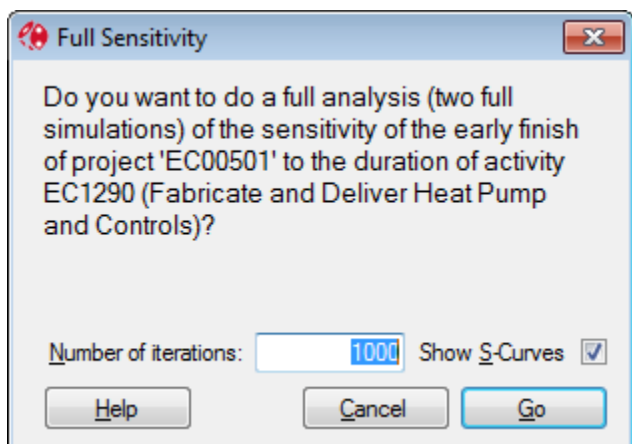 Full Sensitivity
Do you want to do a full analysis (two full
simulations) of the sensitivity of the early finish
of project 'EC00501' to the duration of activity
EC1290 (Fabricate and Deliver Heat Pump
and Controls)?
Number of iterations: 1000 Show S-Curves
Help Cancel Go